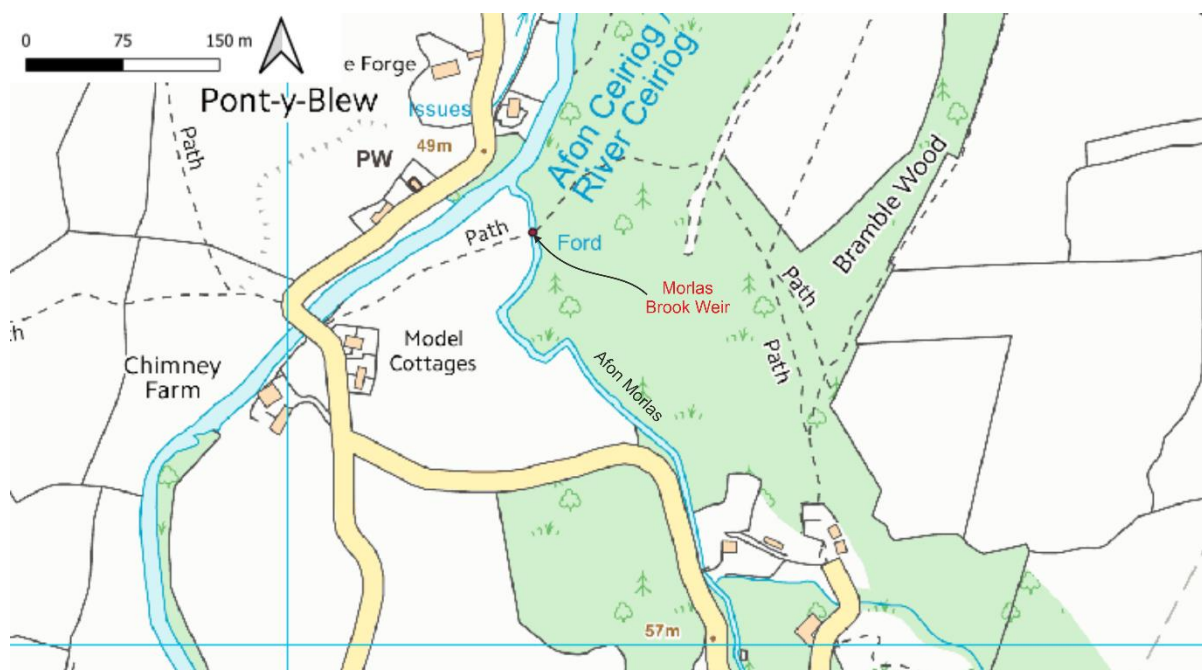 0 75 150 m
e Forge
Pont-y-Blew
Issues
Path
PW
49m
Afon Ceiriog /
River Ceiriog
Path
Ford
Morlas
Brook Weir
Bramble Wood
Path
Path
th
Model
Cottages
Chimney
Farm
Afon Morlas
57m